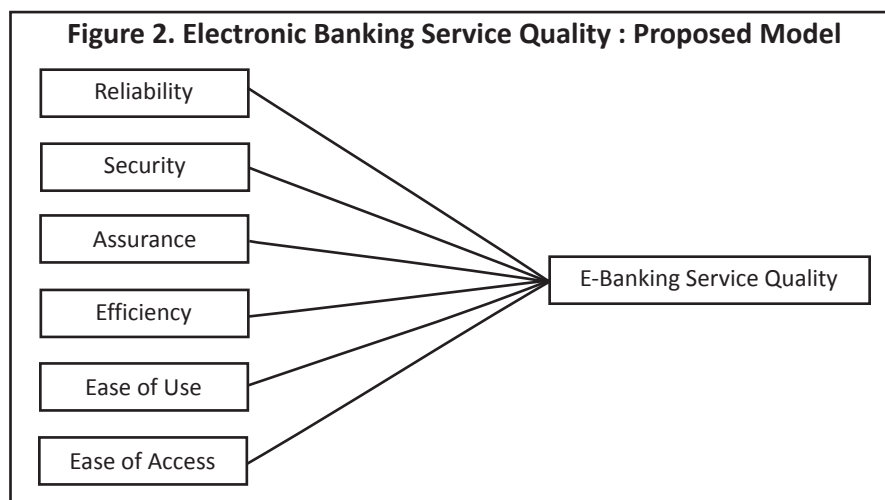 Figure 2. Electronic Banking Service Quality : Proposed Model
Reliability
Security
Assurance
E-Banking Service Quality
Efficiency
Ease of Use
Ease of Access